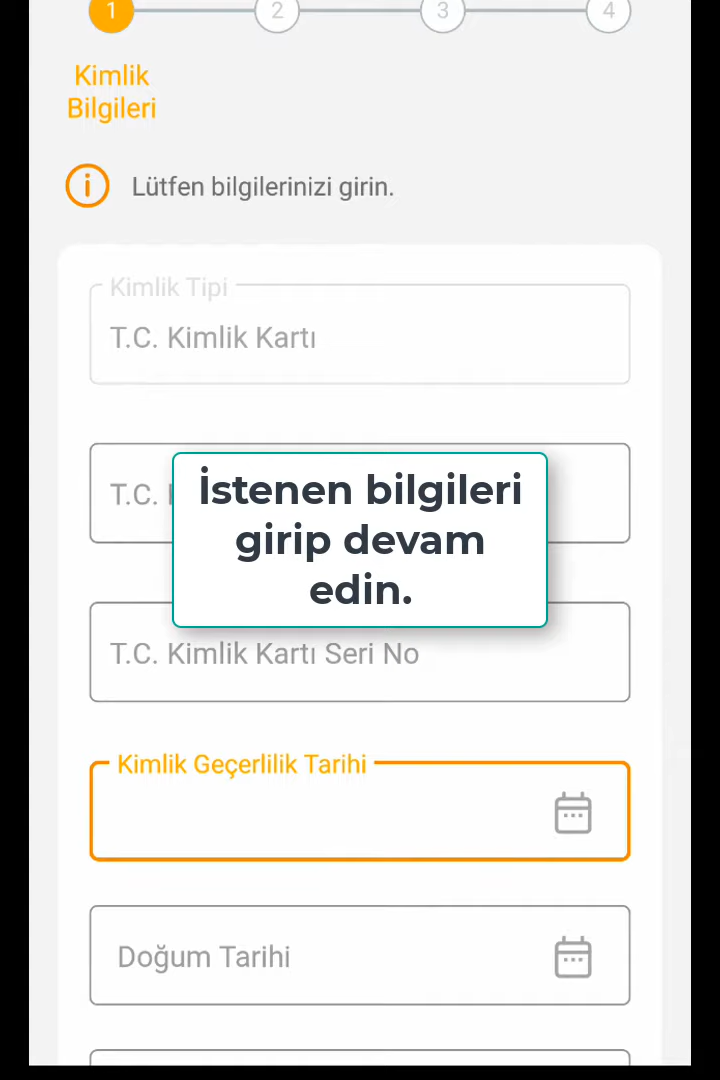 1
2
3
4
Kimlik
Bilgileri
i
Lütfen bilgilerinizi girin.
Kimlik Tipi
T.C. Kimlik Kartı
T.C.
İstenen bilgileri
girip devam
edin.
T.C. Kimlik Kartı Seri No
Kimlik Geçerlilik Tarihi
Doğum Tarihi